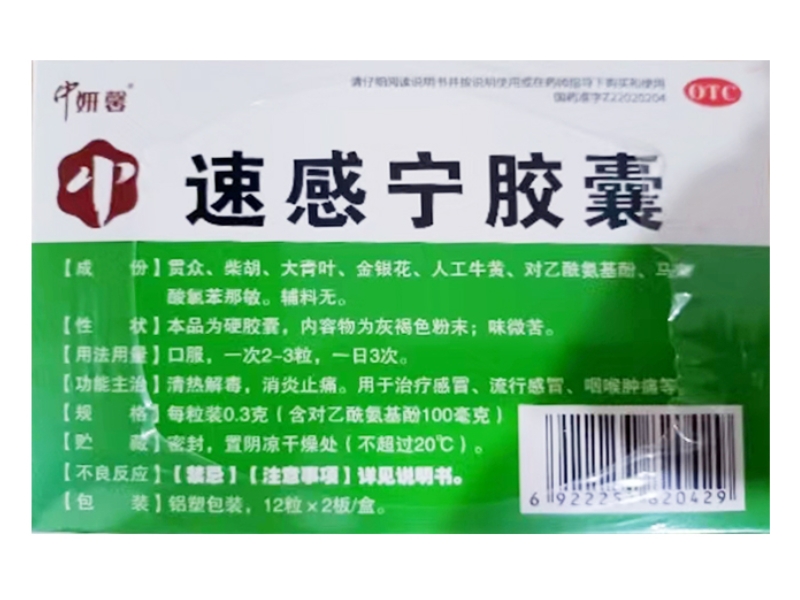 中妍馨®
请仔细阅读说明书并按说明使用或在药师指导下购买和使用
国药准字Z22020204
OTC
速感宁胶囊
【成 份】贯众、柴胡、大青叶、金银花、人工牛黄、对乙酰氨基酚、马
酸氯苯那敏。辅料无。
【性 状】本品为硬胶囊，内容物为灰褐色粉末；味微苦。
【用法用量】口服，一次2-3粒，一日3次。
【功能主治】清热解毒，消炎止痛。用于治疗感冒、流行感冒、咽喉肿痛等
【规 格】每粒装0.3克（含对乙酰氨基酚100毫克）
【贮 藏】密封，置阴凉干燥处（不超过20℃）。
【不良反应】【禁忌】【注意事项】详见说明书。
【包 装】铝塑包装，12粒×2板/盒。